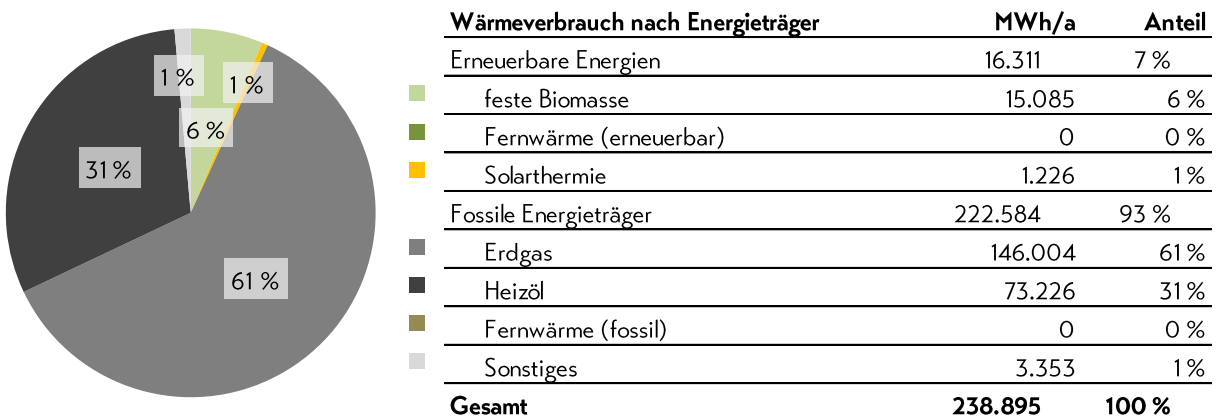 1 %
1 %
6 %
31 %
61 %
Wärmeverbrauch nach Energieträger MWh/a Anteil
Erneuerbare Energien 16.311 7 %
feste Biomasse 15.085 6 %
Fernwärme (erneuerbar) 0 0 %
Solarthermie 1.226 1 %
Fossile Energieträger 222.584 93 %
Erdgas 146.004 61 %
Heizöl 73.226 31 %
Fernwärme (fossil) 0 0 %
Sonstiges 3.353 1 %
Gesamt 238.895 100 %